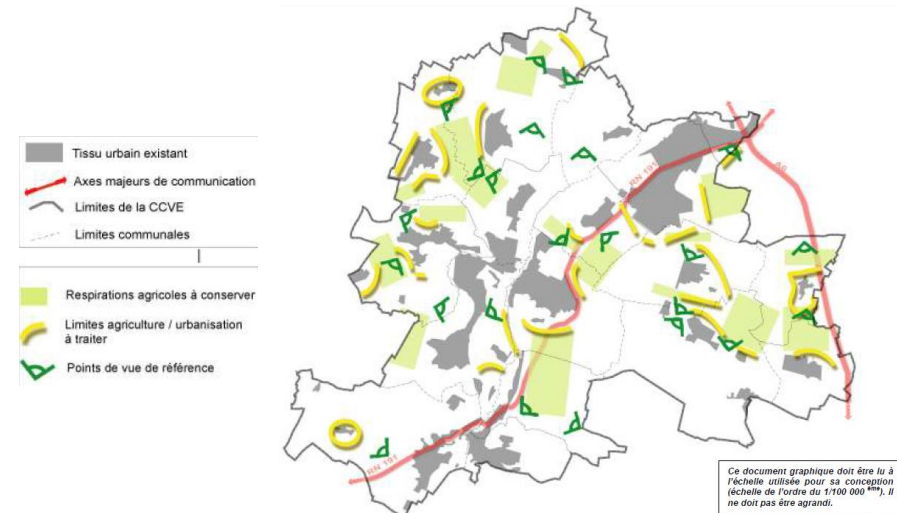 Tissu urbain existant
Axes majeurs de communication
Limites de la CCVE
Limites communales
Respirations agricoles à conserver
Limites agriculture / urbanisation
à traiter
Points de vue de référence
RN 191
A6
RN 191
Ce document graphique doit être lu à
l'échelle utilisée pour sa conception
(échelle de l'ordre du 1/100 000 ème). Il
ne doit pas être agrandi.